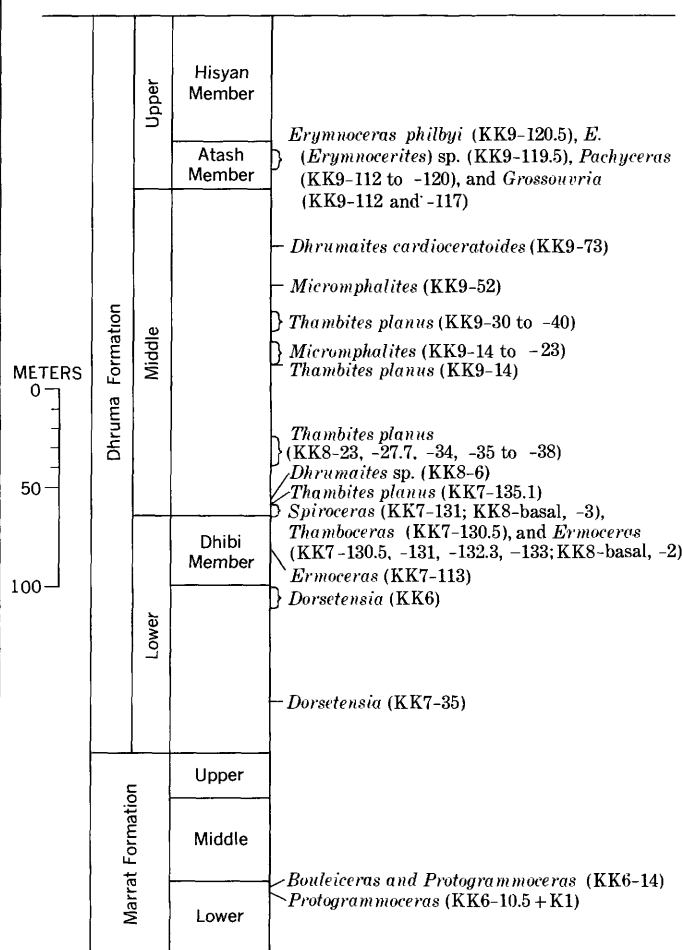 Hisyan
Member
Upper
Erymnoceras philbyi (KK9-120.5), E.
Atash
Member
(Erymnocerites) sp. (KK9-119.5), Pachyceras
(KK9-112 to -120), and Grossouvria
(KK9-112 and -117)
Dhrumaites cardioceratoides (KK9-73)
Micromphalites (KK9-52)
Thambites planus (KK9-30 to -40)
Dhruma Formation
Middle
Micromphalites (KK9-14 to -23)
Thambites planus (KK9-14)
METERS
0
50
100
Thambites planus
(KK8-23, -27.7, -34, -35 to -38)
Dhrumaites sp. (KK8-6)
Thambites planus (KK7-135.1)
Spiroceras (KK7-131; KK8-basal, -3),
Thamboceras (KK7-130.5), and Ermoceras
(KK7-130.5, -131, -132.3, -133; KK8-basal, -2)
Dhibi
Member
Ermoceras (KK7-113)
Dorsetensia (KK6)
Lower
Dorsetensia (KK7-35)
Marrat Formation
Upper
Middle
Bouleiceras and Protogrammoceras (KK6-14)
Protogrammoceras (KK6-10.5 + K1)
Lower